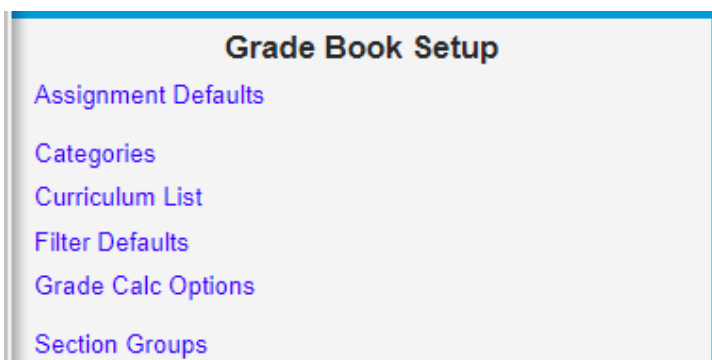 Grade Book Setup
Assignment Defaults
Categories
Curriculum List
Filter Defaults
Grade Calc Options
Section Groups